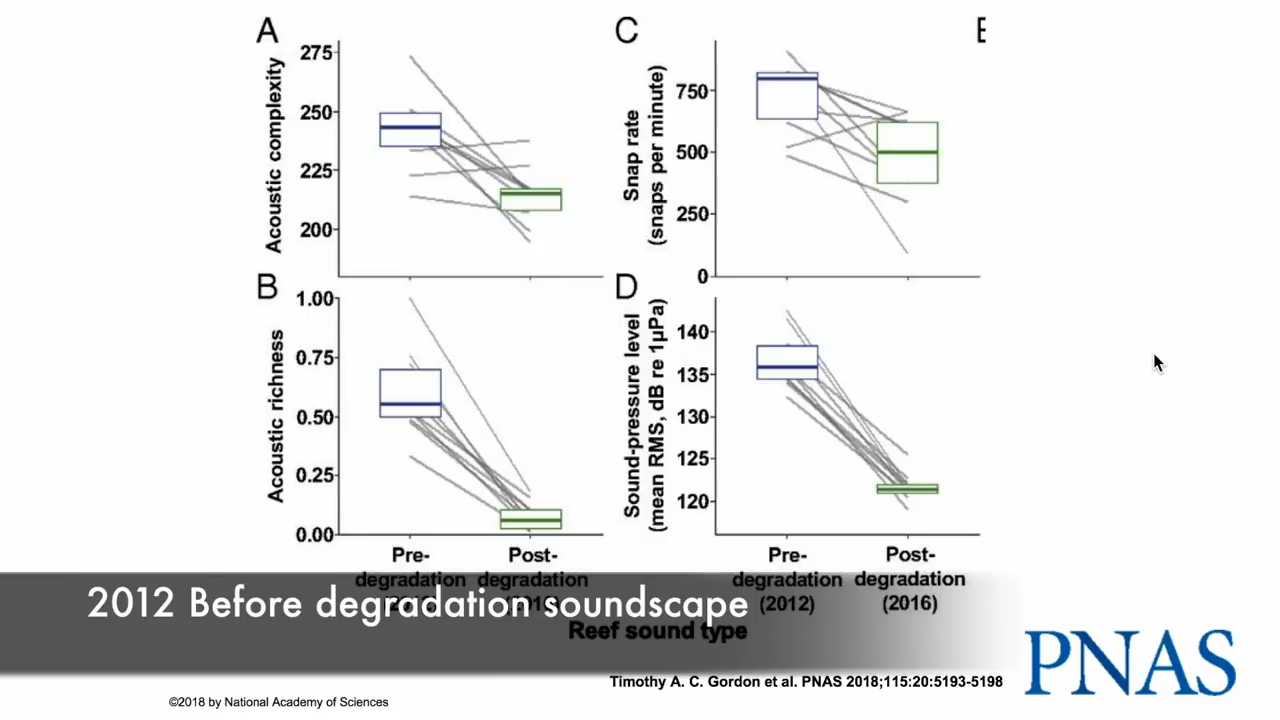 A
C
E
275
250
225
200
Acoustic complexity
750
500
250
0
Snap rate
(snaps per minute)
B
D
1.00
0.75
0.50
0.25
0.00
Acoustic richness
140
135
130
125
120
Sound-pressure level
(mean RMS, dB re 1µPa)
Pre-
degradation
Post-
degradation
Pre-
degradation
(2012)
Post-
degradation
(2016)
2012 Before degradation soundscape
Reef sound type
PNAS
Timothy A. C. Gordon et al. PNAS 2018;115:20:5193-5198
©2018 by National Academy of Sciences